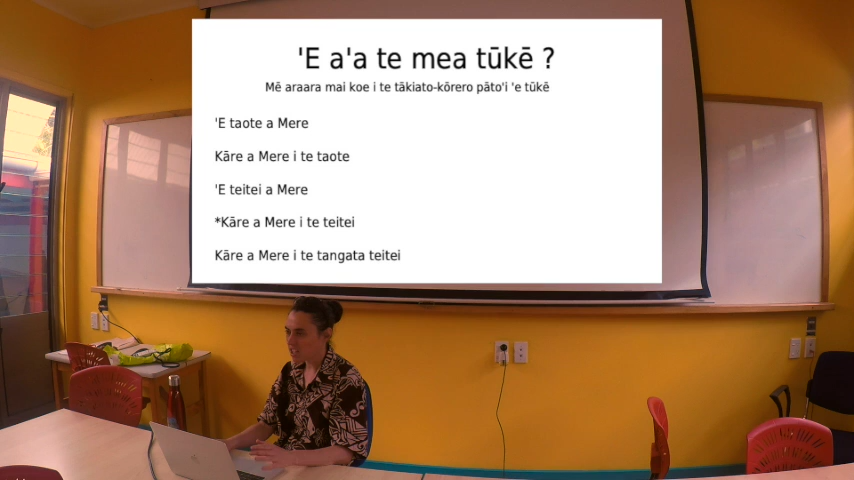 'E a'a te mea tūkē ?
Mē araara mai koe i te tākiato-kōrero pāto'i 'e tūkē
'E taote a Mere
Kāre a Mere i te taote
'E teitei a Mere
*Kāre a Mere i te teitei
Kāre a Mere i te tangata teitei